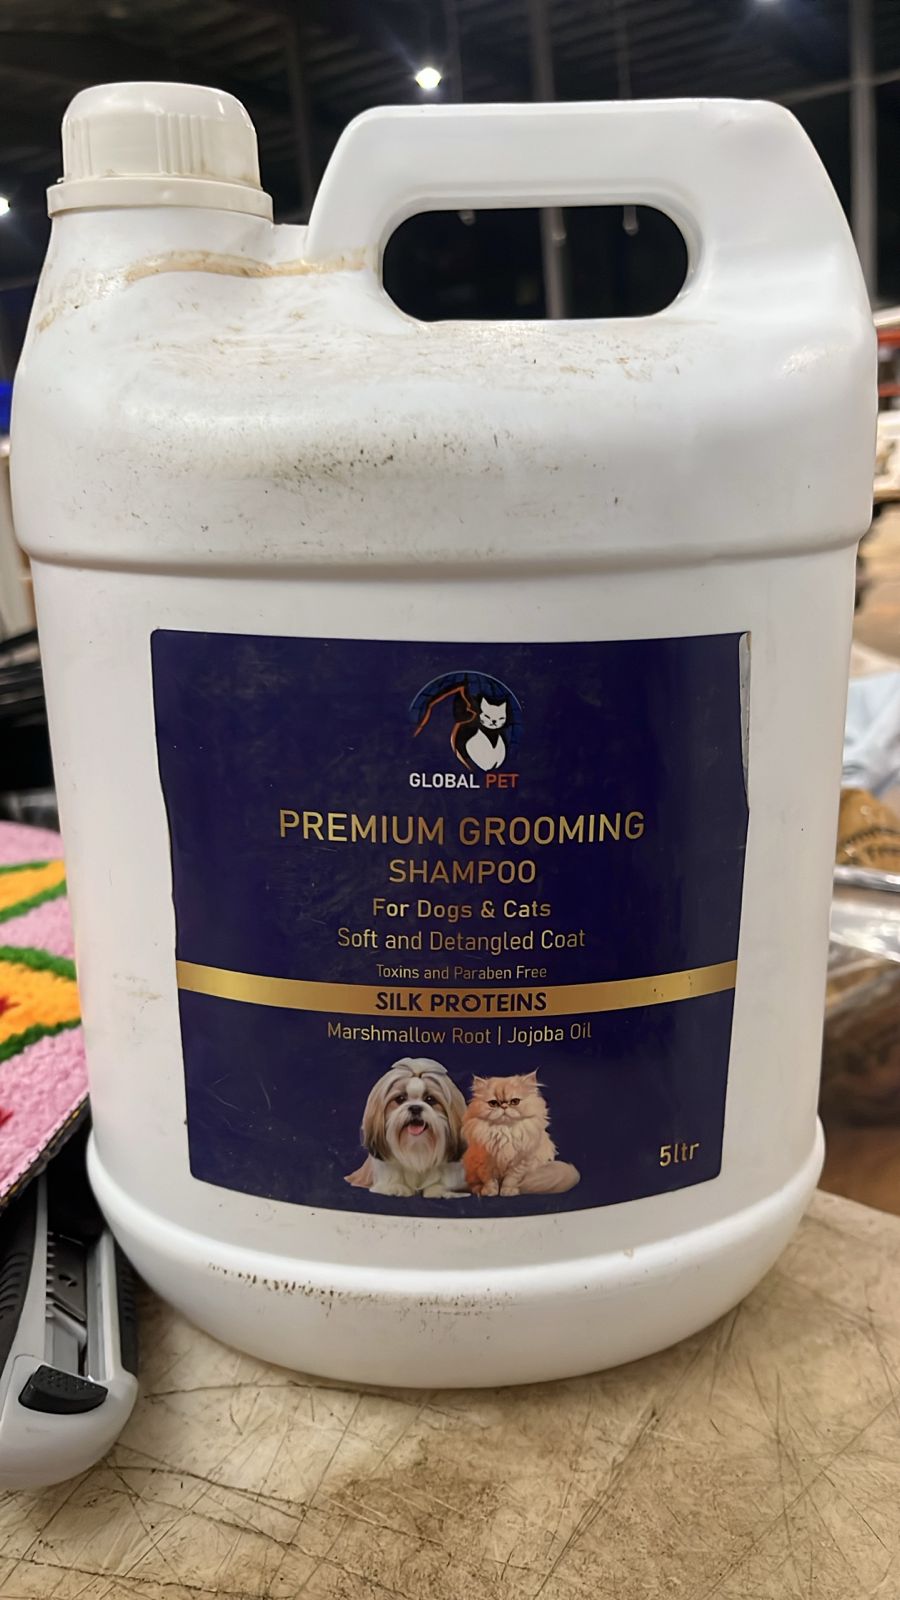 GLOBAL PET
PREMIUM GROOMING
SHAMPOO
For Dogs & Cats
Soft and Detangled Coat
Toxins and Paraben Free
SILK PROTEINS
Marshmallow Root | Jojoba Oil
5ltr